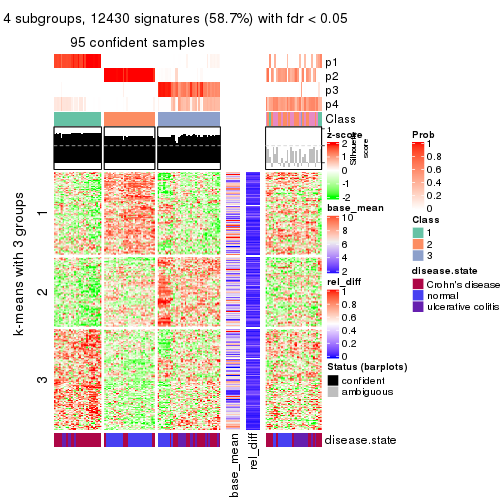 4 subgroups, 12430 signatures (58.7%) with fdr < 0.05
95 confident samples
p1
p2
p3
p4
Class
1
Silhouette score
k-means with 3 groups
1
2
3
z-score
2
1
0
-1
-2
base_mean
10
8
6
4
2
rel_diff
1
0.8
0.6
0.4
0.2
0
Status (barplots)
confident
ambiguous
Prob
1
0.8
0.6
0.4
0.2
0
Class
1
2
3
disease.state
Crohn's disease
normal
ulcerative colitis
disease.state
base_mean
rel_diff